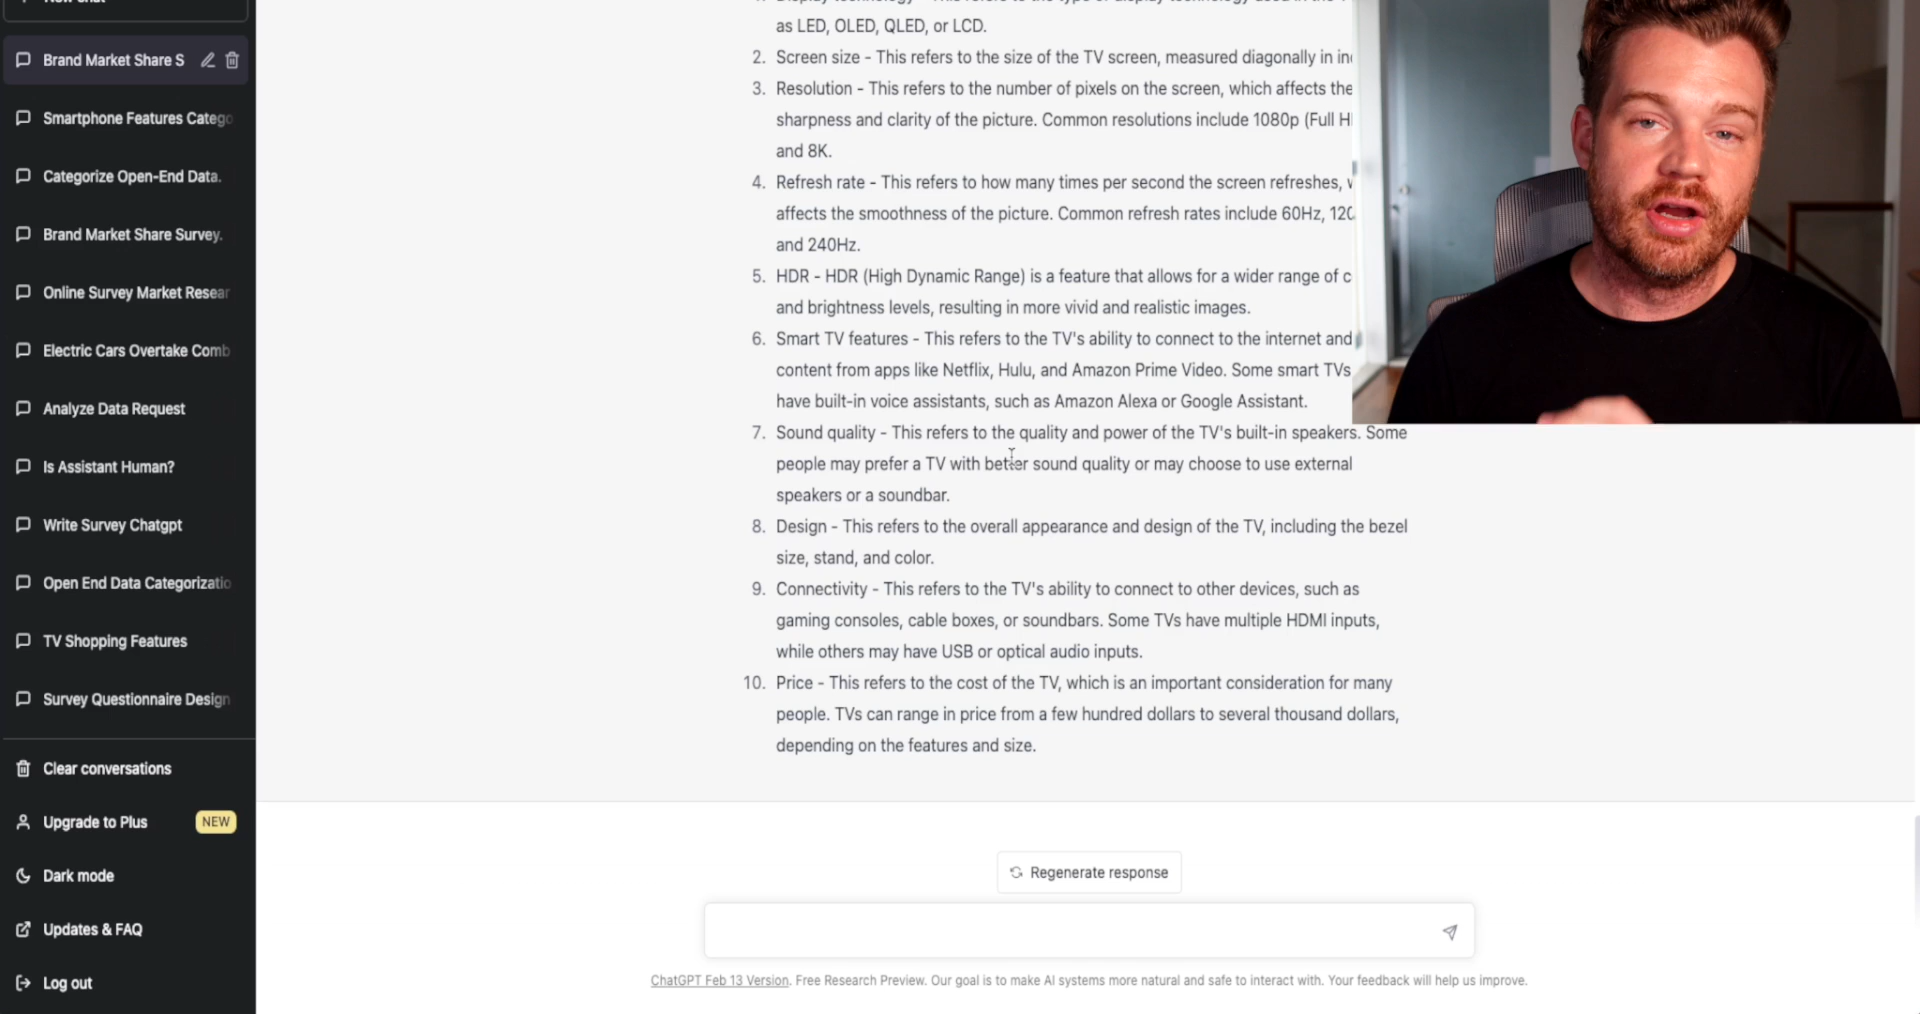 New chat
Brand Market Share S
Smartphone Features Catego
Categorize Open-End Data.
Brand Market Share Survey.
Online Survey Market Resear
Electric Cars Overtake Comb
Analyze Data Request
Is Assistant Human?
Write Survey Chatgpt
Open End Data Categorizatio
TV Shopping Features
Survey Questionnaire Design
Clear conversations
Upgrade to Plus NEW
Dark mode
Updates & FAQ
Log out
1. Display technology - This refers to the type of display technology used in the
as LED, OLED, QLED, or LCD.
2. Screen size - This refers to the size of the TV screen, measured diagonally in
3. Resolution - This refers to the number of pixels on the screen, which affects the
sharpness and clarity of the picture. Common resolutions include 1080p (Full H
and 8K.
4. Refresh rate - This refers to how many times per second the screen refreshes,
affects the smoothness of the picture. Common refresh rates include 60Hz, 120
and 240Hz.
5. HDR - HDR (High Dynamic Range) is a feature that allows for a wider range of c
and brightness levels, resulting in more vivid and realistic images.
6. Smart TV features - This refers to the TV's ability to connect to the internet and
content from apps like Netflix, Hulu, and Amazon Prime Video. Some smart TVs
have built-in voice assistants, such as Amazon Alexa or Google Assistant.
7. Sound quality - This refers to the quality and power of the TV's built-in speakers. Some
people may prefer a TV with better sound quality or may choose to use external
speakers or a soundbar.
8. Design - This refers to the overall appearance and design of the TV, including the bezel
size, stand, and color.
9. Connectivity - This refers to the TV's ability to connect to other devices, such as
gaming consoles, cable boxes, or soundbars. Some TVs have multiple HDMI inputs,
while others may have USB or optical audio inputs.
10. Price - This refers to the cost of the TV, which is an important consideration for many
people. TVs can range in price from a few hundred dollars to several thousand dollars,
depending on the features and size.
Regenerate response
ChatGPT Feb 13 Version. Free Research Preview. Our goal is to make AI systems more natural and safe to interact with. Your feedback will help us improve.